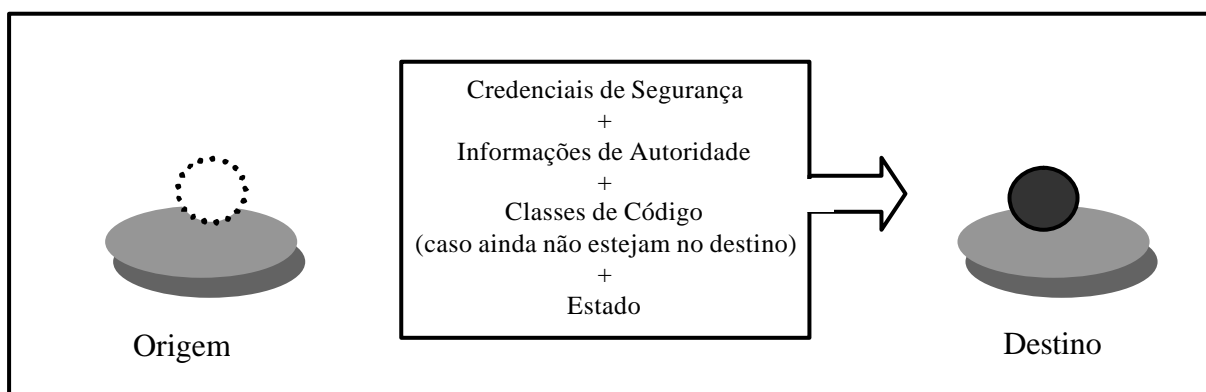 Credenciais de Segurança
+
Informações de Autoridade
+
Classes de Código
(caso ainda não estejam no destino)
+
Estado
Origem
Destino